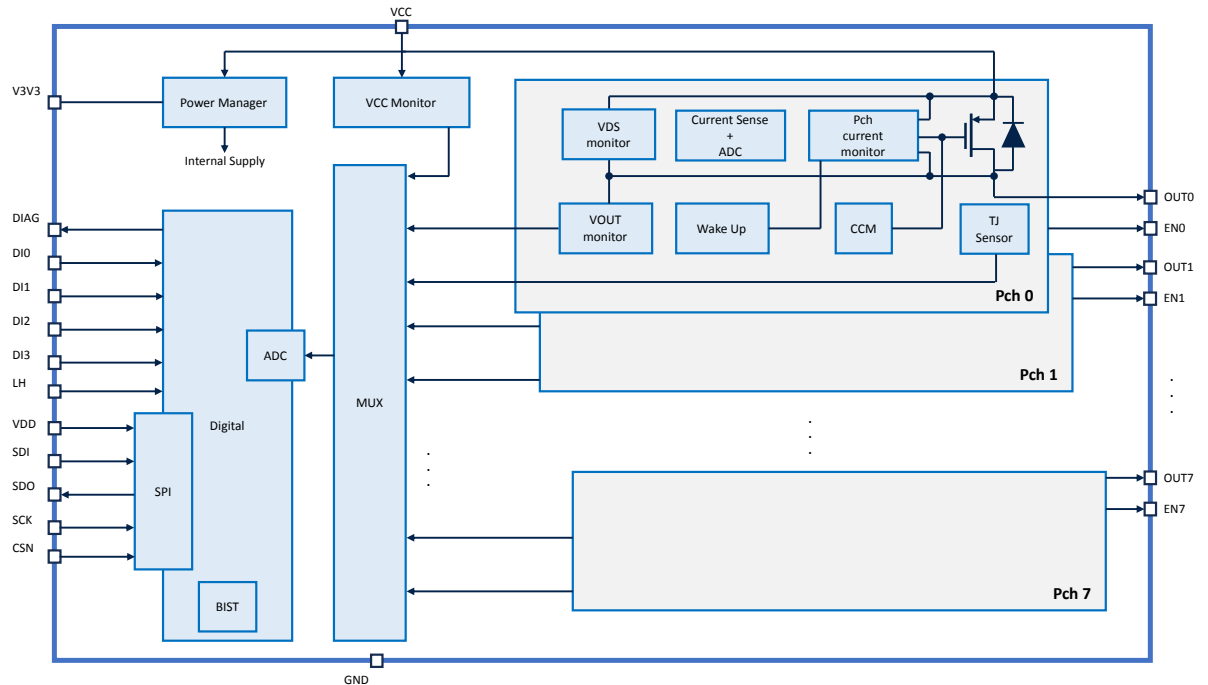 VCC
V3V3
Power Manager
VCC Monitor
Internal Supply
VDS
monitor
Current Sense
+
ADC
Pch
current
monitor
VOUT
monitor
Wake Up
CCM
TJ
Sensor
Pch 0
OUT0
EN0
OUT1
EN1
Pch 1
DIAG
DI0
DI1
DI2
DI3
LH
VDD
SDI
SDO
SCK
CSN
ADC
Digital
SPI
BIST
MUX
.
.
.
.
.
.
.
.
.
OUT7
EN7
Pch 7
GND